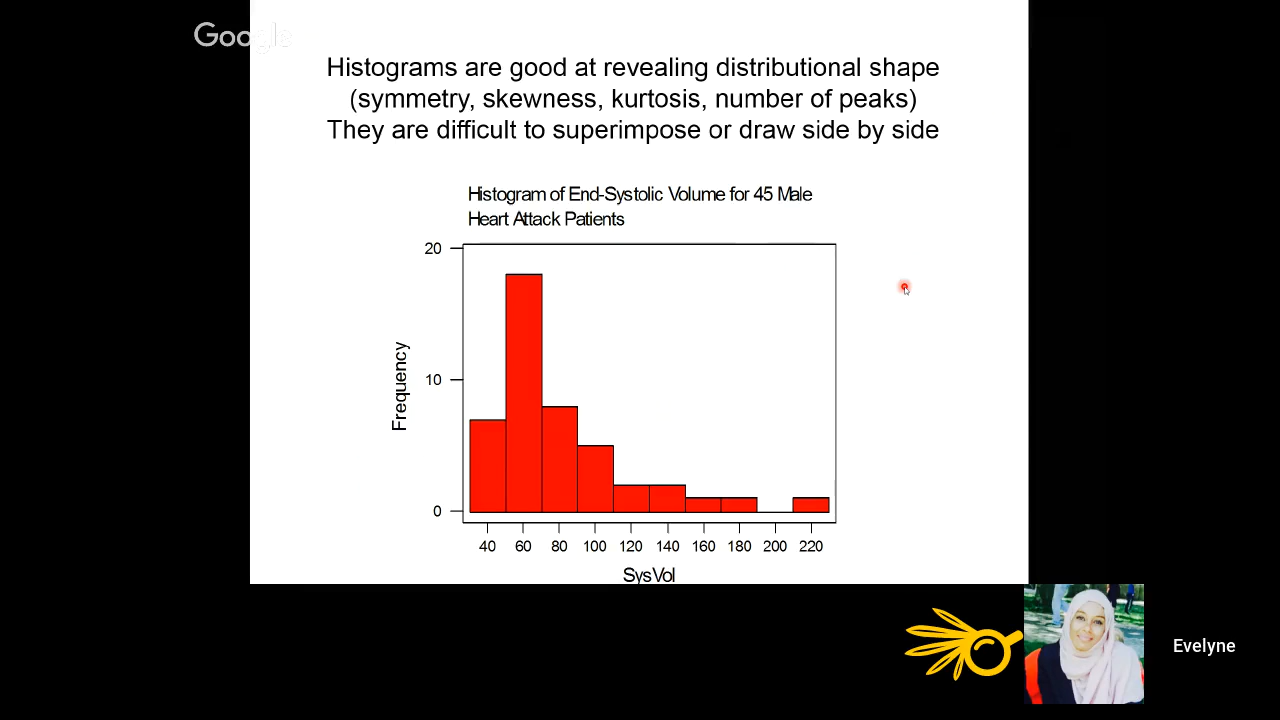 Google
Histograms are good at revealing distributional shape
(symmetry, skewness, kurtosis, number of peaks)
They are difficult to superimpose or draw side by side
Histogram of End-Systolic Volume for 45 Male
Heart Attack Patients
20
10
0
Frequency
40 60 80 100 120 140 160 180 200 220
SysVol
Evelyne